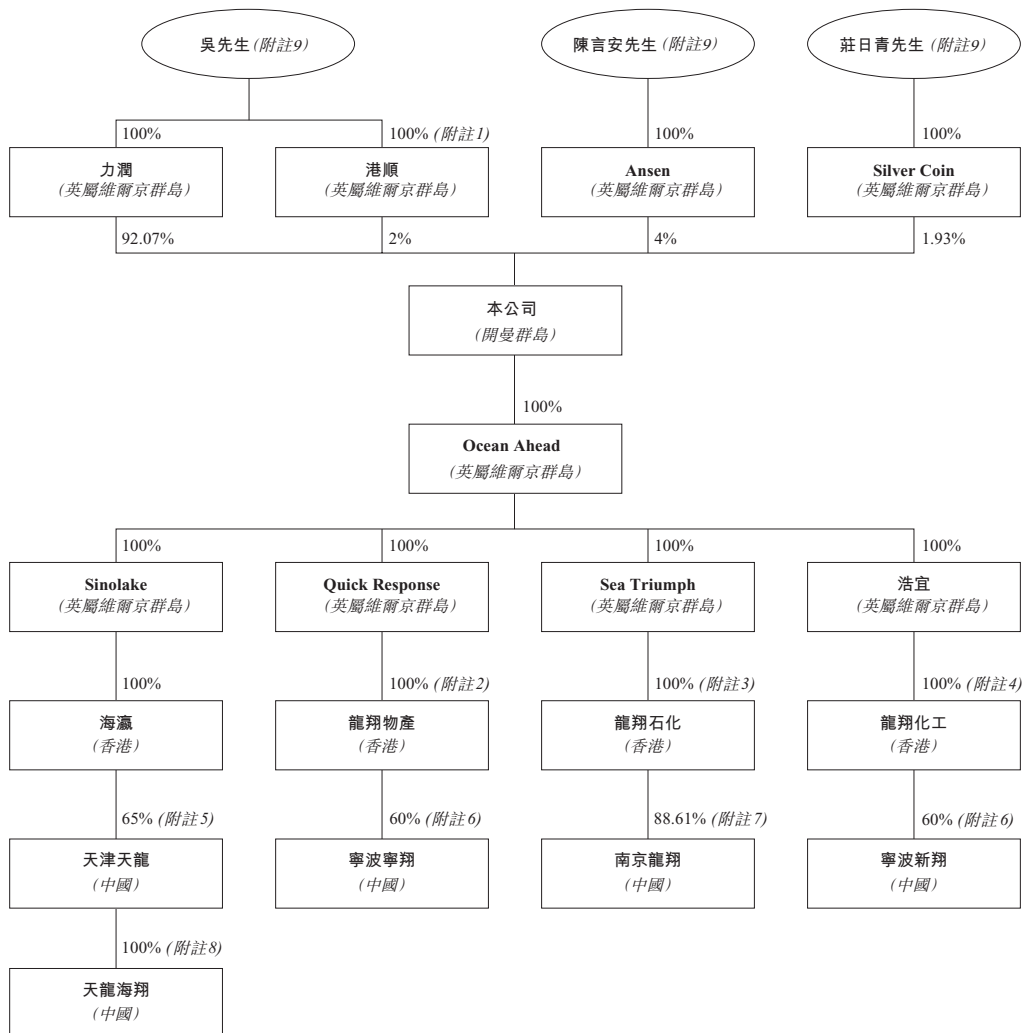 吳先生(附註9)
陳言安先生(附註9)
莊日青先生(附註9)
100%
100% (附註1)
100%
100%
力潤
(英屬維爾京群島)
港順
(英屬維爾京群島)
Ansen
(英屬維爾京群島)
Silver Coin
(英屬維爾京群島)
92.07%
2%
4%
1.93%
本公司
(開曼群島)
100%
Ocean Ahead
(英屬維爾京群島)
100%
100%
100%
100%
Sinolake
(英屬維爾京群島)
Quick Response
(英屬維爾京群島)
Sea Triumph
(英屬維爾京群島)
浩宜
(英屬維爾京群島)
100%
100% (附註2)
100% (附註3)
100% (附註4)
海瀛
(香港)
龍翔物產
(香港)
龍翔石化
(香港)
龍翔化工
(香港)
65% (附註5)
60% (附註6)
88.61% (附註7)
60% (附註6)
天津天龍
(中國)
寧波寧翔
(中國)
南京龍翔
(中國)
寧波新翔
(中國)
100% (附註8)
天龍海翔
(中國)